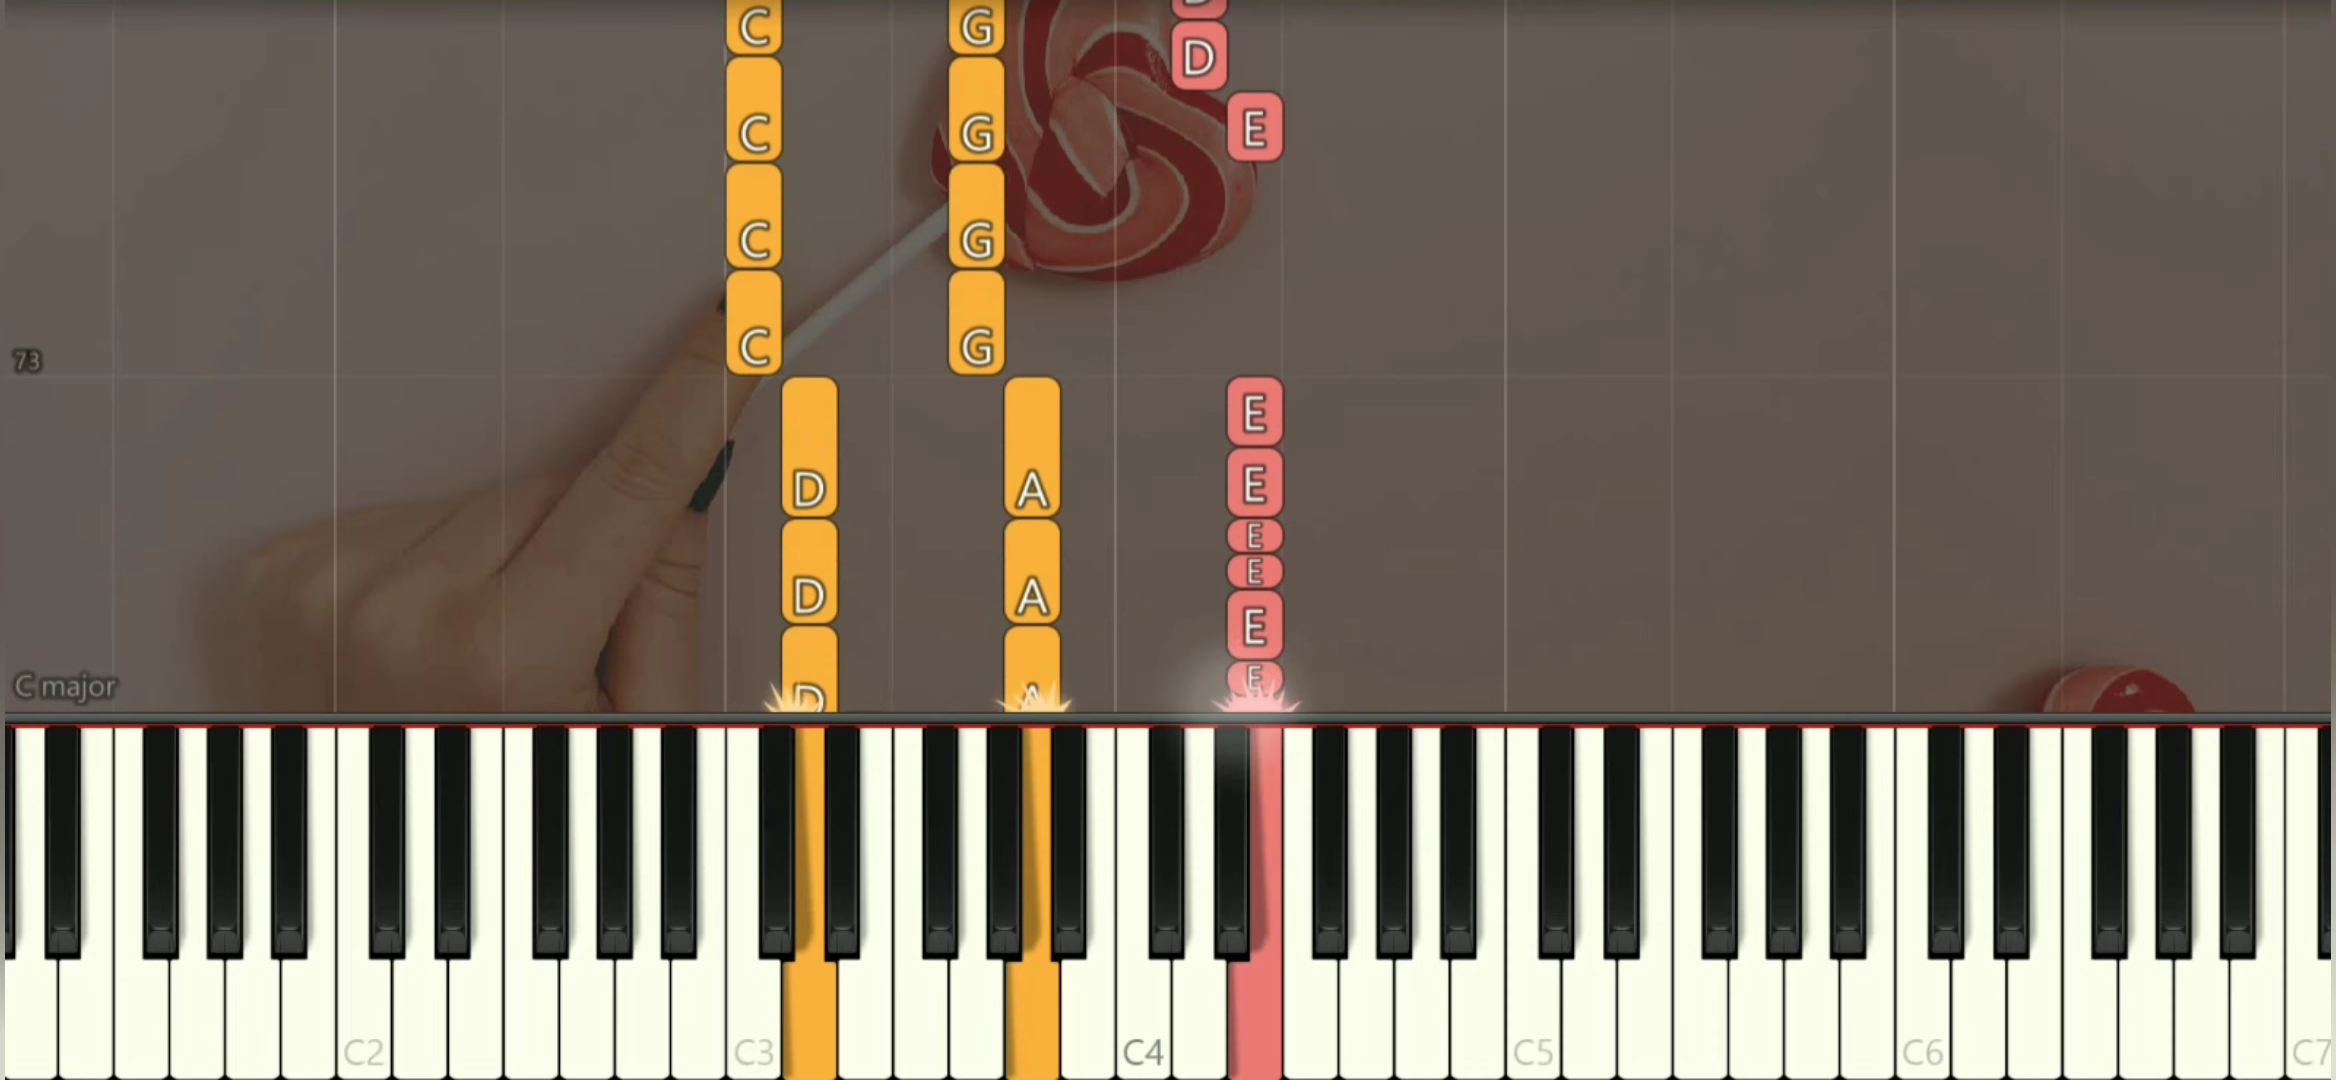 C G D
D
E
C G
C G
C G
73
E
D A E
E
E
D A E
E
D A
C major
C2 C3 C4 C5 C6 C7